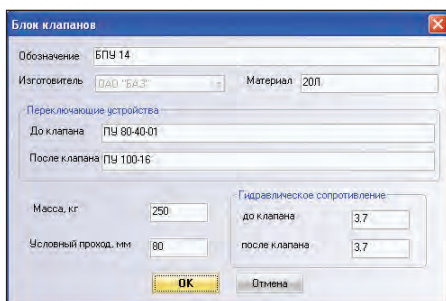 Блок клапанов
Обозначение БПУ 14
Изготовитель ОАО "БАЗ" Материал 20Л
Переключающие устройства
До клапана ПУ 80-40-01
После клапана ПУ 100-16
Гидравлическое сопротивление
Масса, кг 250 до клапана 3.7
Условный проход, мм 80 после клапана 3.7
OK Отмена